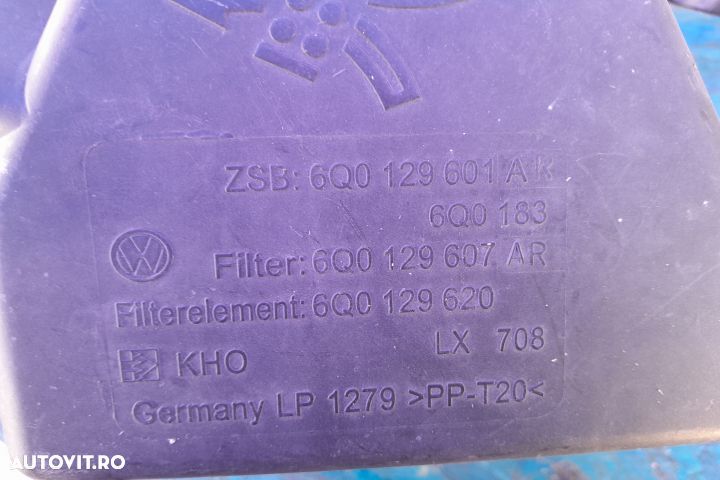 ZSB: 6Q0 129 601 A
6Q0 183
Filter: 6Q0 129 607 AR
Filterelement: 6Q0 129 620
KHO LX 708
Germany LP 1279 >PP-T20<
AUTOVIT.RO